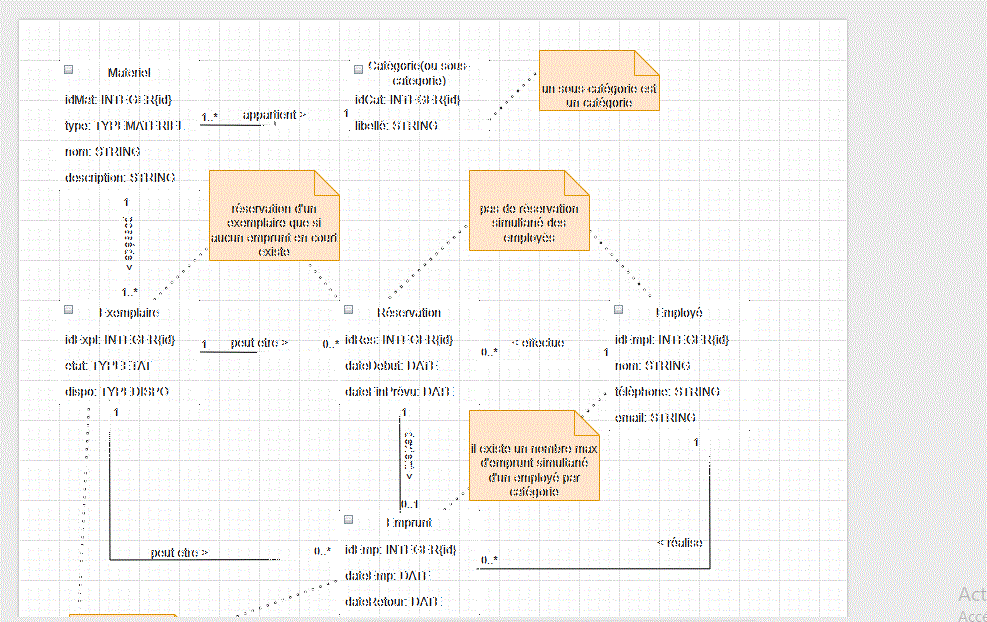 Materiel
idMat: INTEGER{id}
type: TYPEMATERIEL
nom: STRING
description: STRING
1..*
appartient >
1
Catégorie(ou sous-
categorie)
idCat: INTEGER{id}
libellé: STRING
un sous-catégorie est
un catégorie
1
possède >
1..*
réservation d'un
exemplaire que si
aucun emprunt en court
existe
pas de réservation
simultané des
employés
Exemplaire
idExpl: INTEGER{id}
etat: TYPEETAT
dispo: TYPEDISPO
1
peut etre >
0..*
Réservation
idRes: INTEGER{id}
dateDebut: DATE
dateFinPrévu: DATE
0..*
< effectue
1
Employé
idEmpl: INTEGER{id}
nom: STRING
téléphone: STRING
email: STRING
1
1
1
il existe un nombre max
d'emprunt simultané
d'un employé par
catégorie
0..1
Emprunt
idEmp: INTEGER{id}
dateEmp: DATE
dateRetour: DATE
peut etre >
0..*
0..*
< réalise
Act
Accé